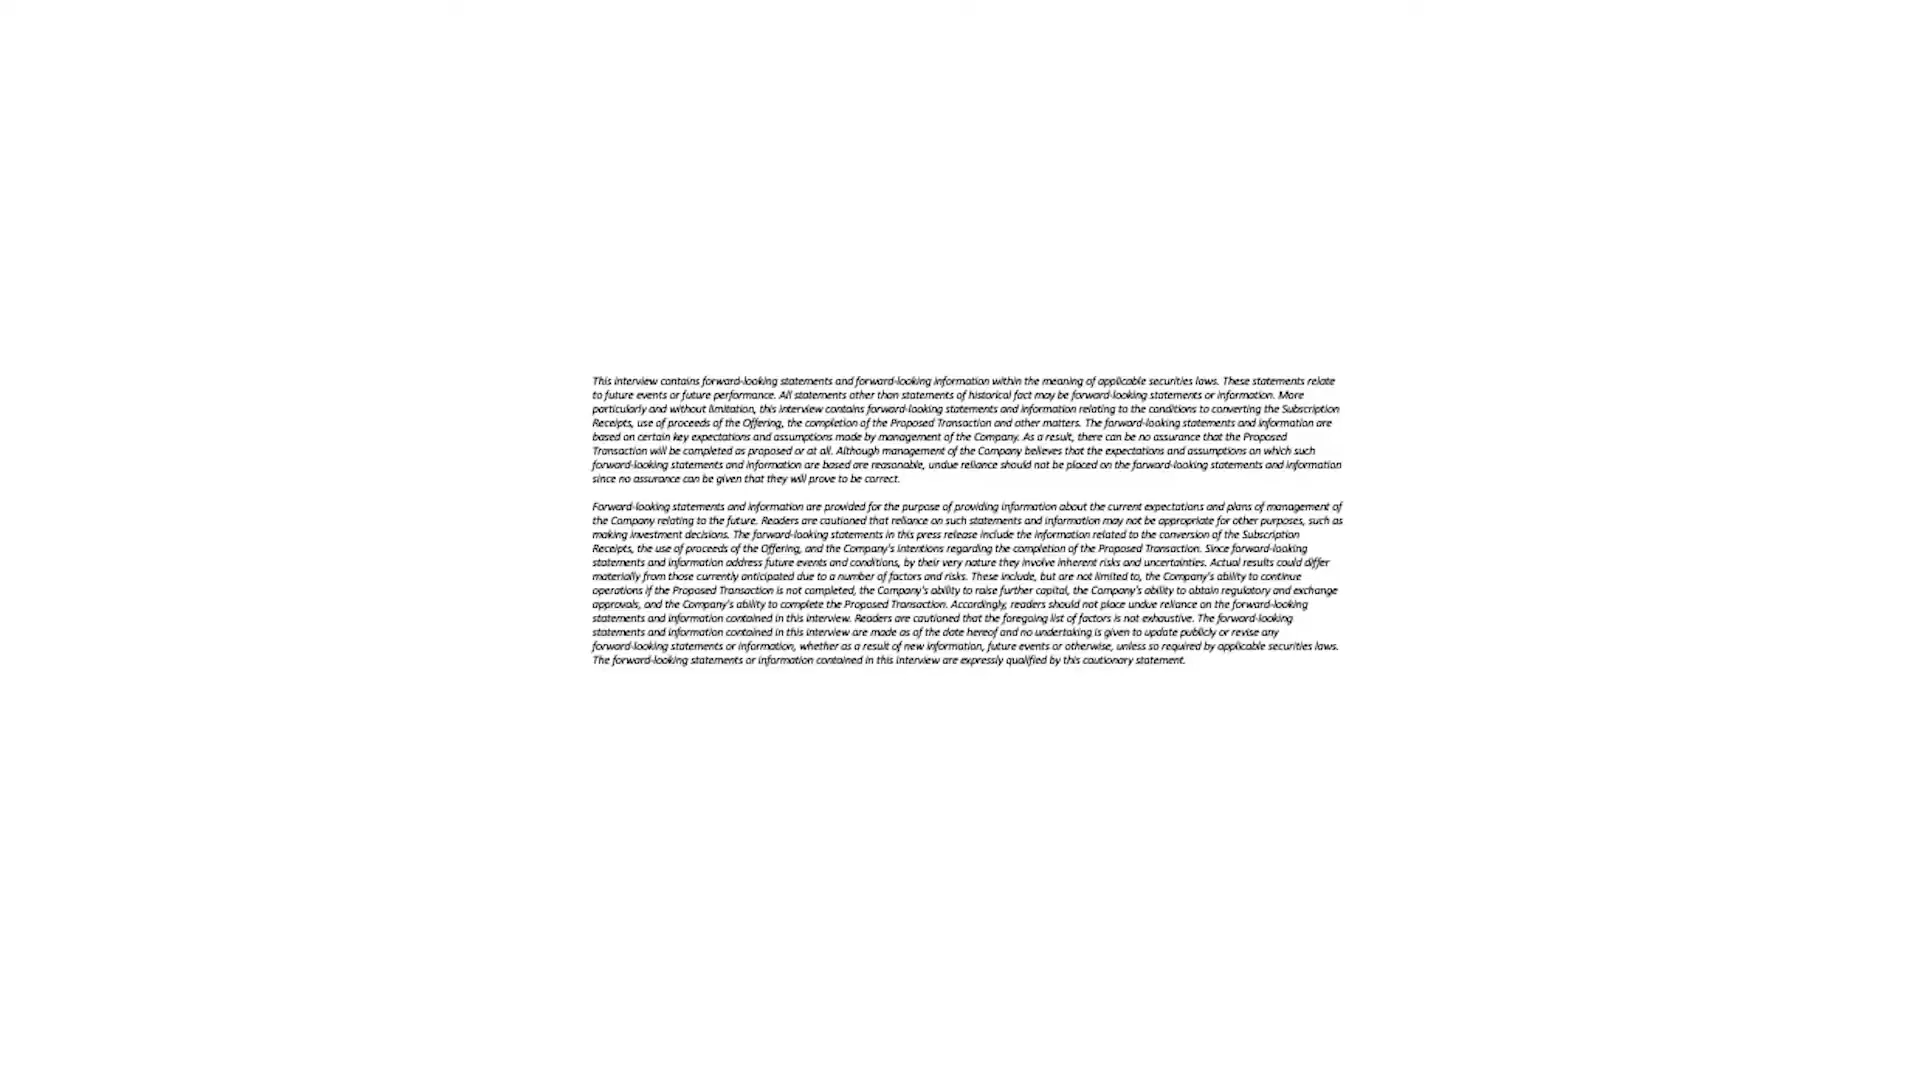 This interview contains forward-looking statements and forward-looking information within the meaning of applicable securities laws. These statements relate
to future events or future performance. All statements other than statements of historical fact may be forward-looking statements or information. More
particularly and without limitation, this interview contains forward-looking statements and information relating to the conditions to converting the Subscription
Receipts, use of proceeds of the Offering, the completion of the Proposed Transaction and other matters. The forward-looking statements and information are
based on certain key expectations and assumptions made by management of the Company. As a result, there can be no assurance that the Proposed
Transaction will be completed as proposed or at all. Although management of the Company believes that the expectations and assumptions on which such
forward-looking statements and information are based are reasonable, undue reliance should not be placed on the forward-looking statements and information
since no assurance can be given that they will prove to be correct.
Forward-looking statements and information are provided for the purpose of providing information about the current expectations and plans of management of
the Company relating to the future. Readers are cautioned that reliance on such statements and information may not be appropriate for other purposes, such as
making investment decisions. The forward-looking statements in this press release include the information related to the conversion of the Subscription
Receipts, the use of proceeds of the Offering, and the Company's intentions regarding the completion of the Proposed Transaction. Since forward-looking
statements and information address future events and conditions, by their very nature they involve inherent risks and uncertainties. Actual results could differ
materially from those currently anticipated due to a number of factors and risks. These include, but are not limited to, the Company's ability to continue
operations if the Proposed Transaction is not completed, the Company's ability to raise further capital, the Company's ability to obtain regulatory and exchange
approvals, and the Company's ability to complete the Proposed Transaction. Accordingly, readers should not place undue reliance on the forward-looking
statements and information contained in this interview. Readers are cautioned that the foregoing list of factors is not exhaustive. The forward-looking
statements and information contained in this interview are made as of the date hereof and no undertaking is given to update publicly or revise any
forward-looking statements or information, whether as a result of new information, future events or otherwise, unless so required by applicable securities laws.
The forward-looking statements or information contained in this interview are expressly qualified by this cautionary statement.